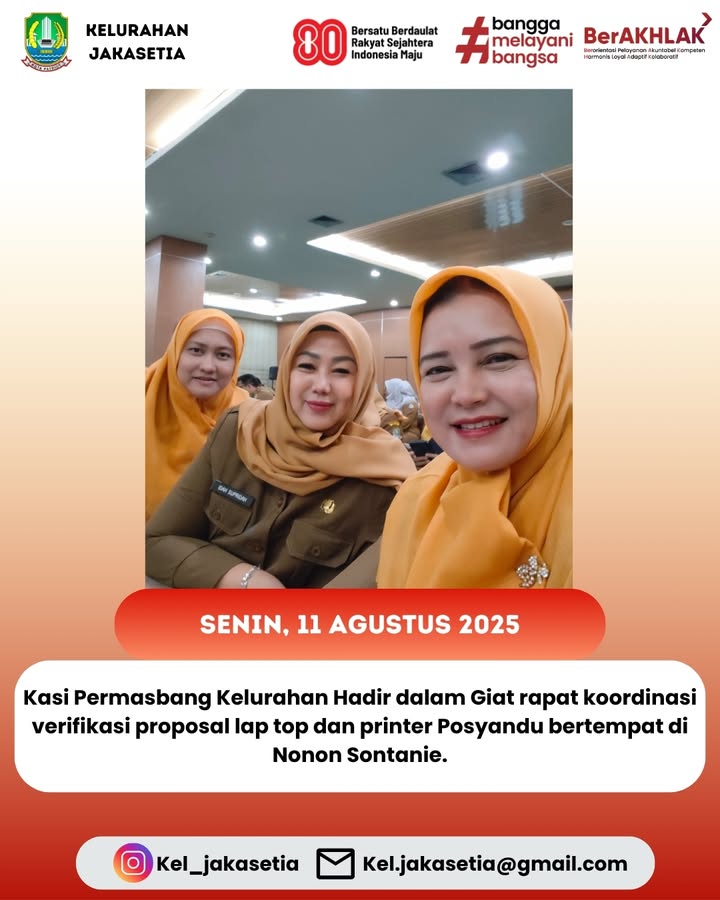 KELURAHAN
JAKASETIA
80
Bersatu Berdaulat
Rakyat Sejahtera
Indonesia Maju
#bangga
melayani
bangsa
BerAKHLAK
Berorientasi Pelayanan Akuntabel Kompeten
Harmonis Loyal Adaptif Kolaboratif
SENIN, 11 AGUSTUS 2025
Kasi Permasbang Kelurahan Hadir dalam Giat rapat koordinasi
verifikasi proposal lap top dan printer Posyandu bertempat di
Nonon Sontanie.
Kel_jakasetia
Kel.jakasetia@gmail.com